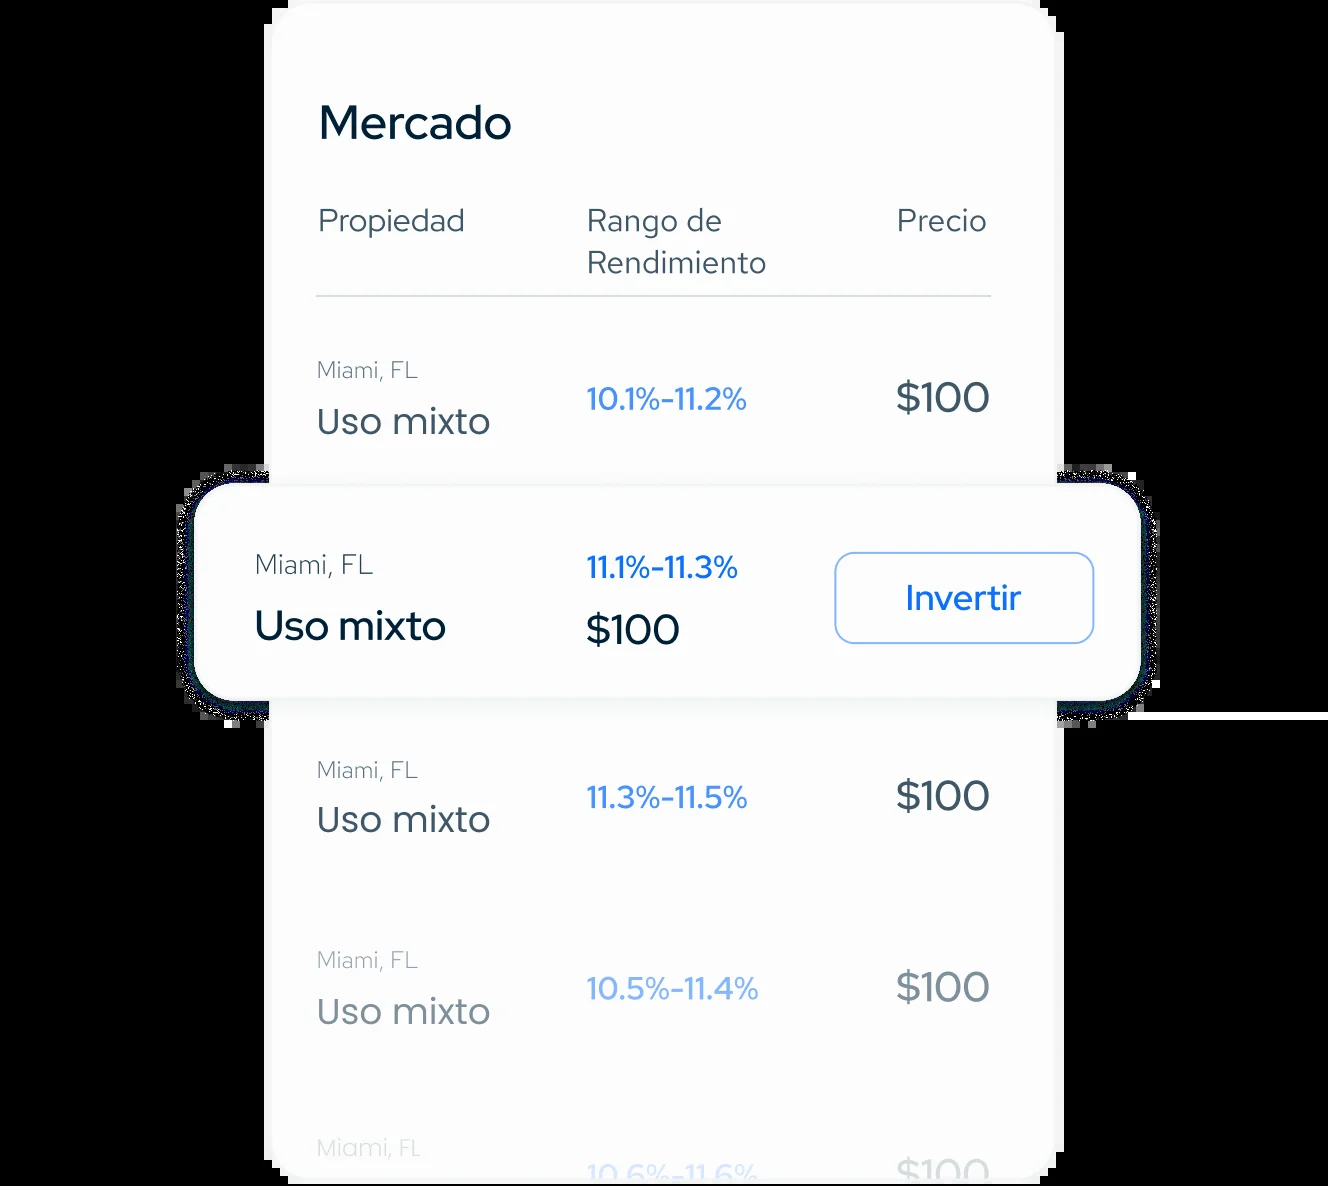 Mercado
Propiedad Rango de Rendimiento Precio
Miami, FL
Uso mixto 10.1%-11.2% $100
Miami, FL 11.1%-11.3%
Uso mixto $100 Invertir
Miami, FL
Uso mixto 11.3%-11.5% $100
Miami, FL
Uso mixto 10.5%-11.4% $100
Miami, FL
10.6%-11.6% $100